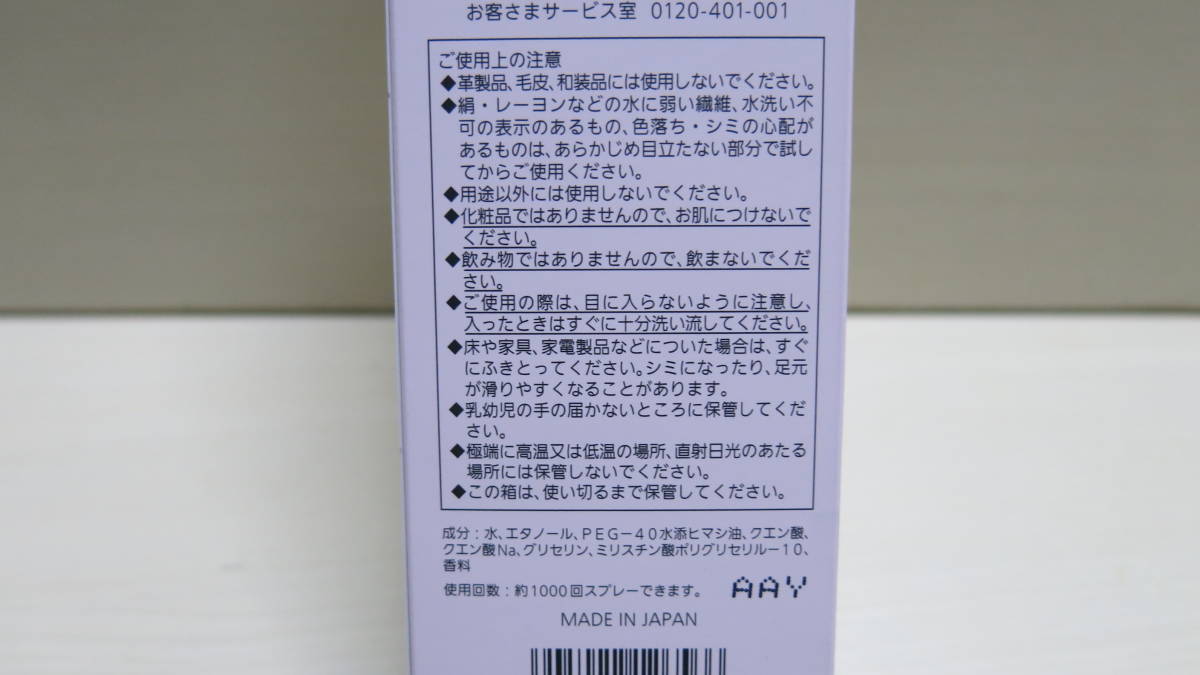 お客さまサービス室 0120-401-001
ご使用上の注意
◆革製品、毛皮、和装品には使用しないでください。
◆絹・レーヨンなどの水に弱い繊維、水洗い不
可の表示のあるもの、色落ち・シミの心配が
あるものは、あらかじめ目立たない部分で試し
てからご使用ください。
◆用途以外には使用しないでください。
◆化粧品ではありませんので、お肌につけないで
ください。
◆飲み物ではありませんので、飲まないでくだ
さい。
◆ご使用の際は、目に入らないように注意し、
入ったときはすぐに十分洗い流してください。
◆床や家具、家電製品などについた場合は、すぐ
にふきとってください。シミになったり、足元
が滑りやすくなることがあります。
◆乳幼児の手の届かないところに保管してくだ
さい。
◆極端に高温又は低温の場所、直射日光のあたる
場所には保管しないでください。
◆この箱は、使い切るまで保管してください。
成分：水、エタノール、PEG－40水添ヒマシ油、クエン酸、
クエン酸Na、グリセリン、ミリスチン酸ポリグリセリル－10、
香料
使用回数：約1000回スプレーできます。 AAY
MADE IN JAPAN